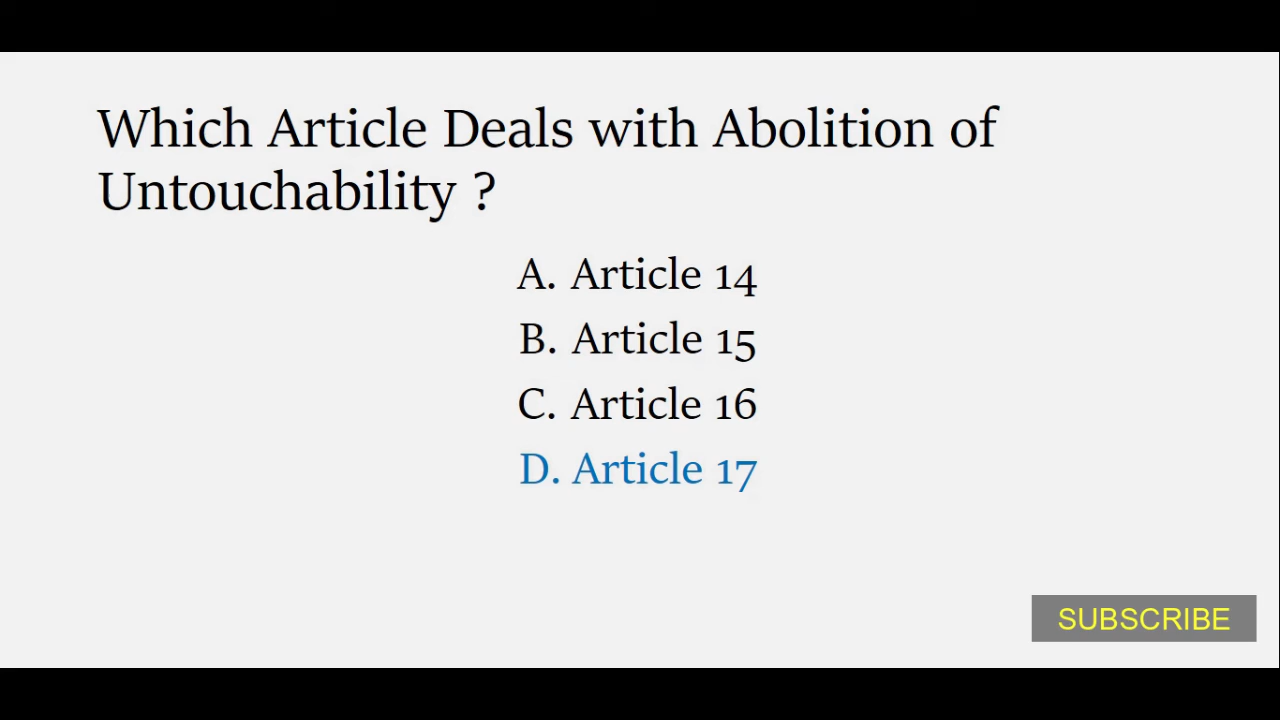 Which Article Deals with Abolition of
Untouchability ?
A. Article 14
B. Article 15
C. Article 16
D. Article 17
SUBSCRIBE